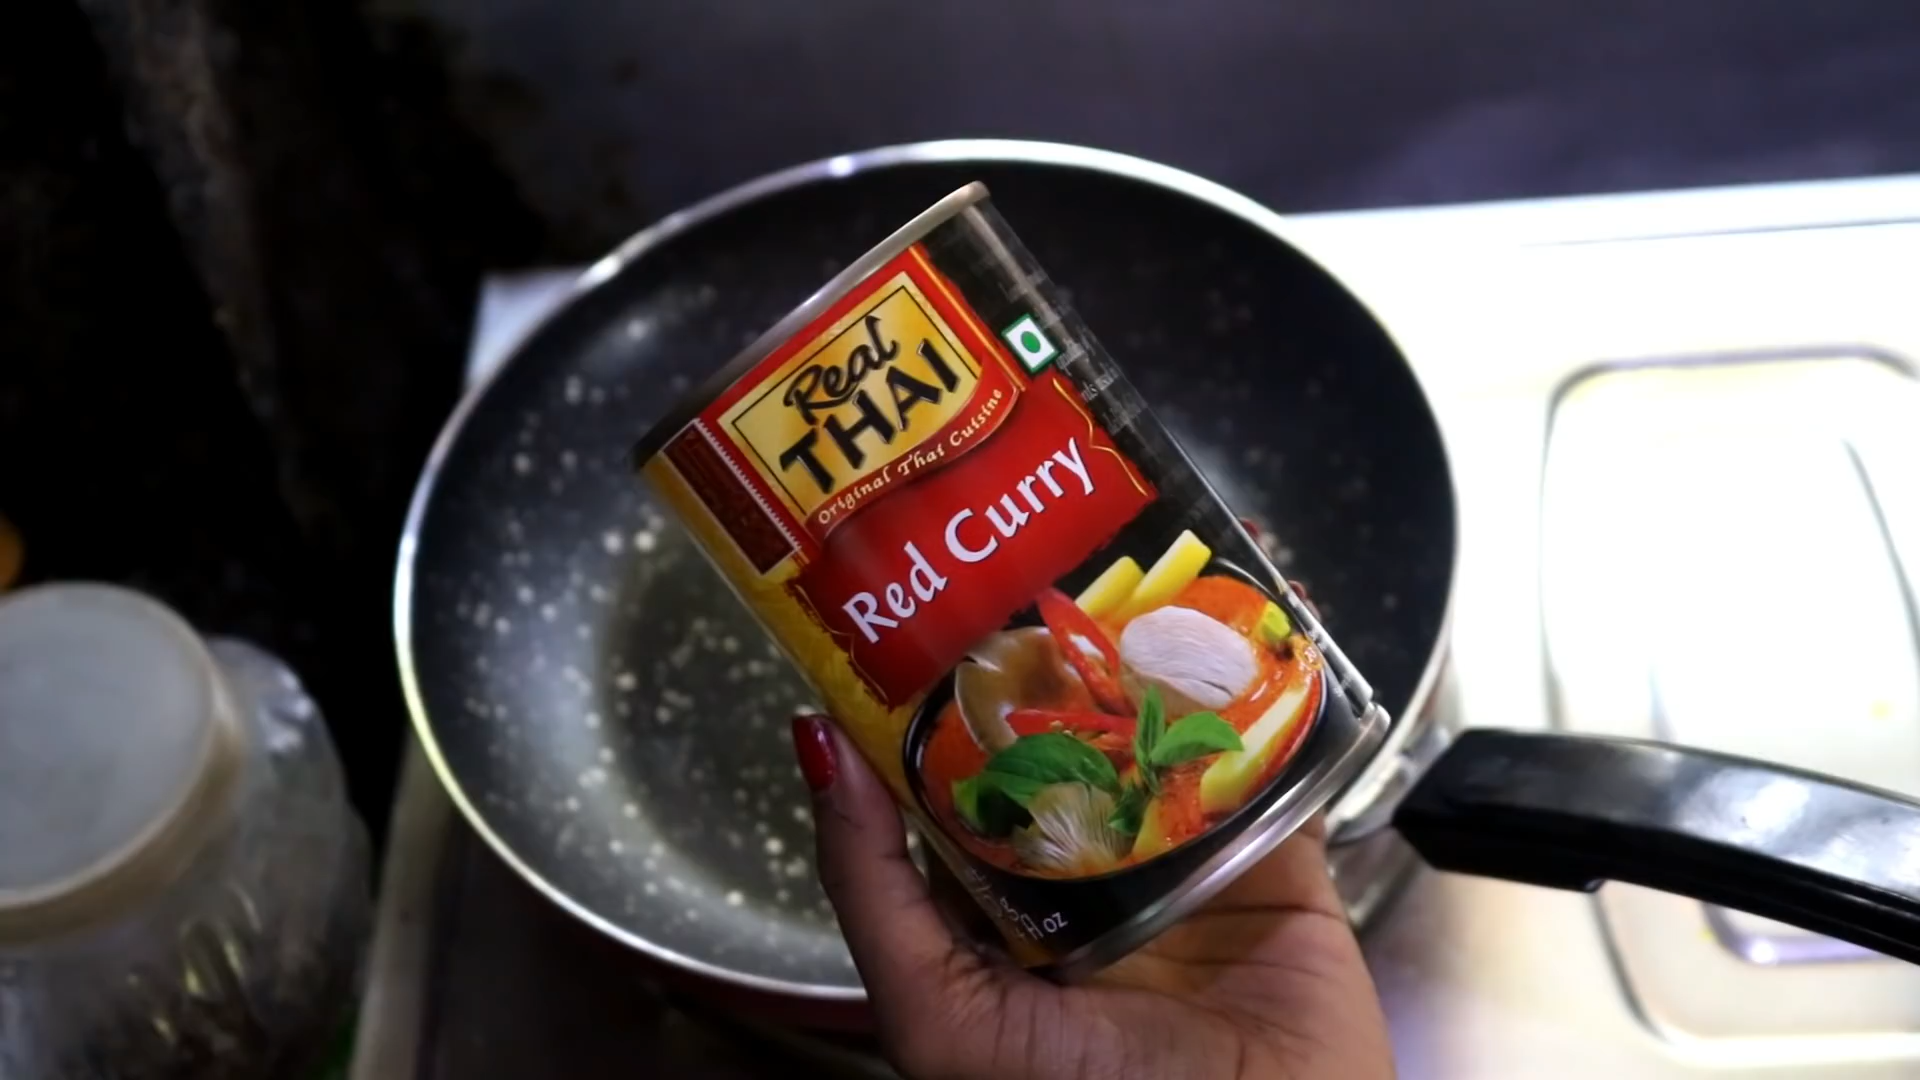 Real
THAI
Original Thai Cuisine
Red Curry
fl oz